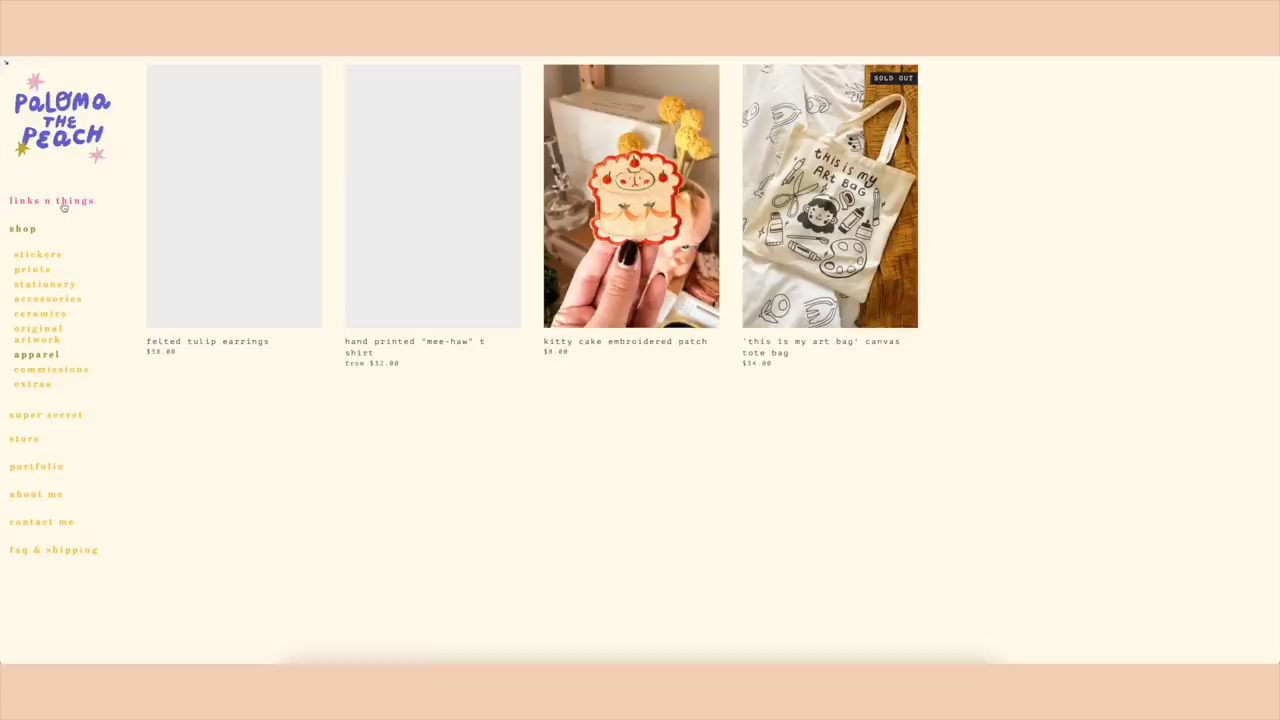 PALOMA
THE
PEACH
links n things
shop
stickers
prints
stationery
accessories
ceramics
original
artwork
apparel
commissions
extras
super secret
store
portfolio
about me
contact me
faq & shipping
felted tulip earrings
$38.00
hand printed "mee-haw" t
shirt
from $32.00
kitty cake embroidered patch
$8.00
SOLD OUT
this is my
ART BAG
'this is my art bag' canvas
tote bag
$34.00